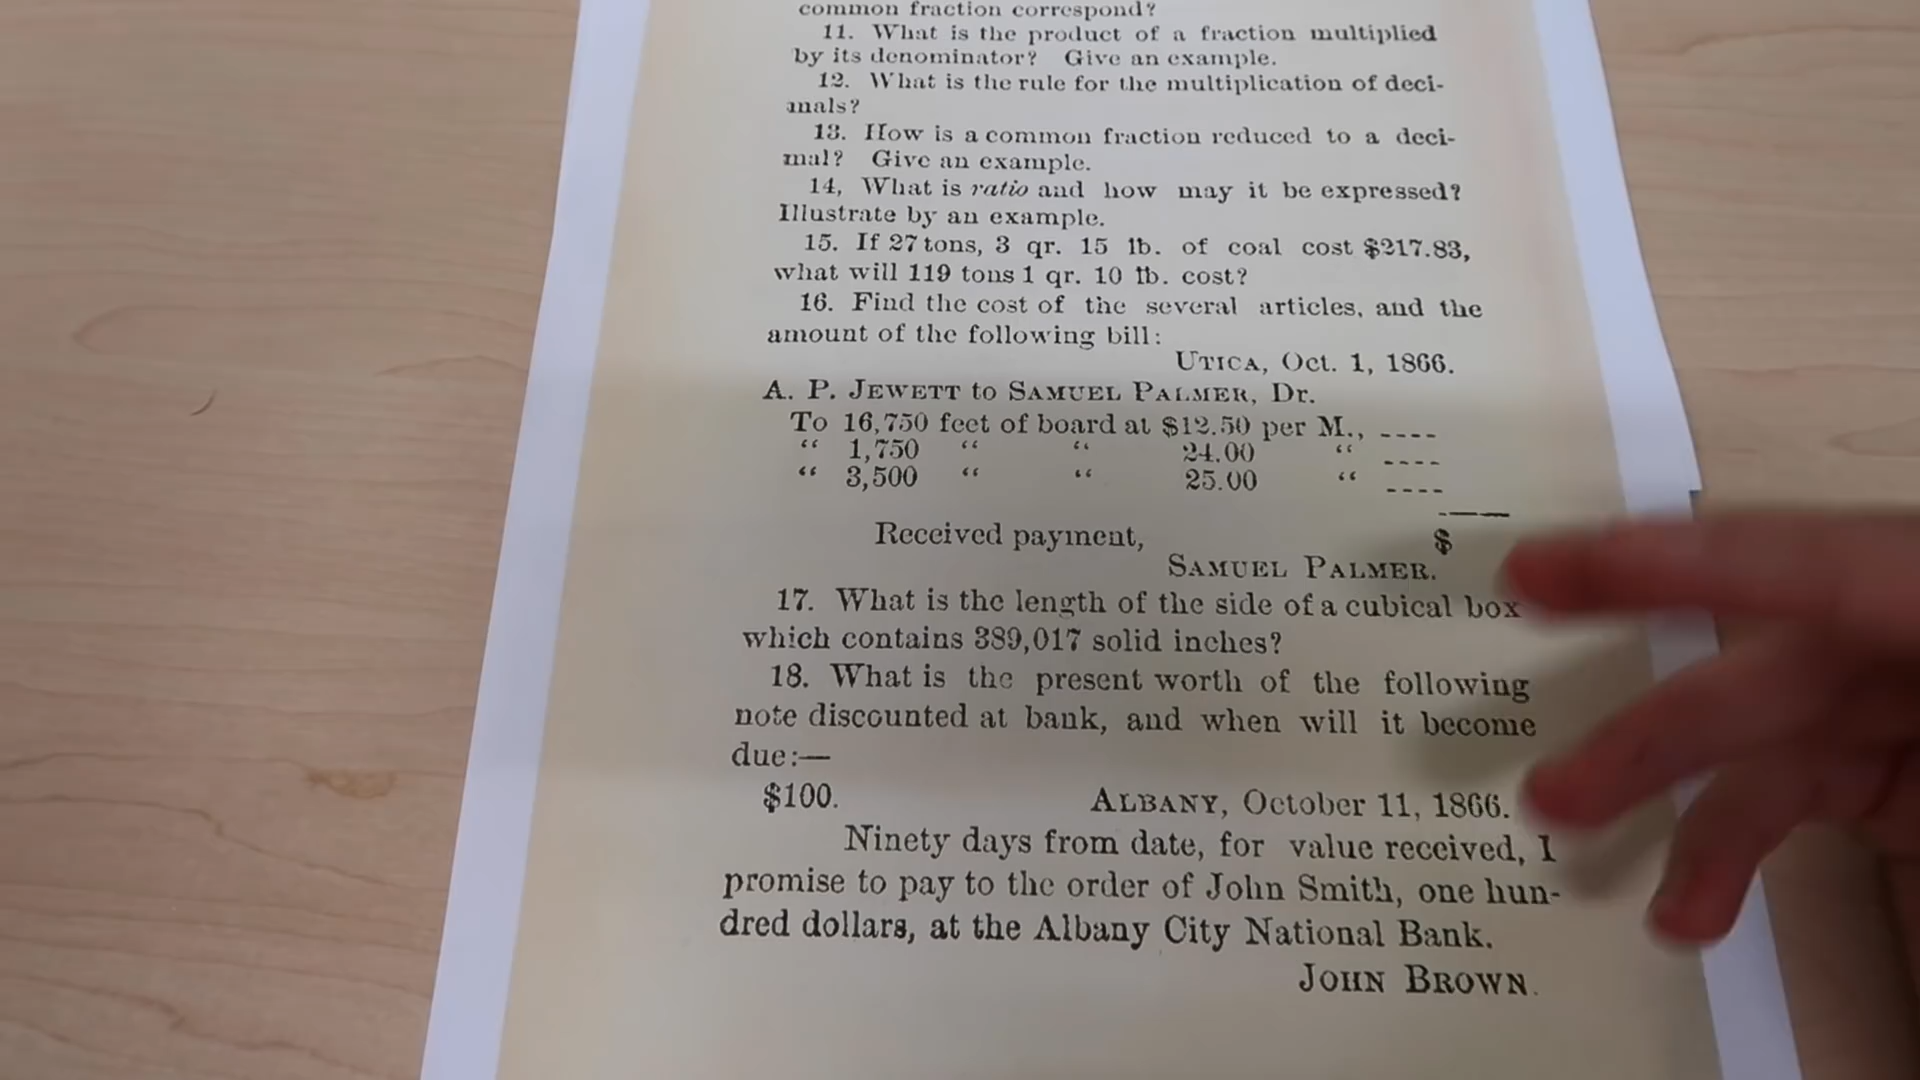 common fraction correspond?
11. What is the product of a fraction multiplied
by its denominator? Give an example.
12. What is the rule for the multiplication of deci-
mals?
13. How is a common fraction reduced to a deci-
mal? Give an example.
14, What is ratio and how may it be expressed?
Illustrate by an example.
15. If 27 tons, 3 qr. 15 lb. of coal cost $217.83,
what will 119 tons 1 qr. 10 lb. cost?
16. Find the cost of the several articles, and the
amount of the following bill:
UTICA, Oct. 1, 1866.
A. P. JEWETT to SAMUEL PALMER, Dr.
To 16,750 feet of board at $12.50 per M., ----
“ 1,750 “ “ 24.00 “ ----
“ 3,500 “ “ 25.00 “ ----
Received payment, $
SAMUEL PALMER.
17. What is the length of the side of a cubical box
which contains 389,017 solid inches?
18. What is the present worth of the following
note discounted at bank, and when will it become
due:—
$100. ALBANY, October 11, 1866.
Ninety days from date, for value received, I
promise to pay to the order of John Smith, one hun-
dred dollars, at the Albany City National Bank.
JOHN BROWN.